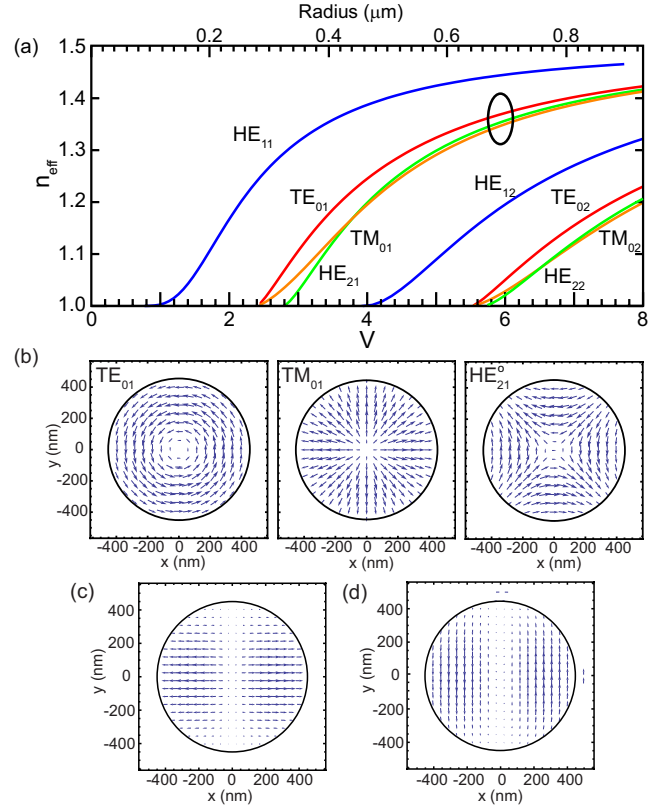 Radius (μm)
0 0.2 0.4 0.6 0.8
(a)
1.5
1.4
1.3
1.2
1.1
1.0
n_eff
HE₁₁
TE₀₁
TM₀₁
HE₂₁
HE₁₂
TE₀₂
TM₀₂
HE₂₂
0 2 4 6 8
V
(b)
TE₀₁ TM₀₁ HE₂₁ᵒ
400
200
0
-200
-400
y (nm)
-400 -200 0 200 400 -400 -200 0 200 400 -400 -200 0 200 400
x (nm) x (nm) x (nm)
(c) (d)
400 400
200 200
0 0
-200 -200
-400 -400
y (nm) y (nm)
-400 -200 0 200 400 -400 -200 0 200 400
x (nm) x (nm)